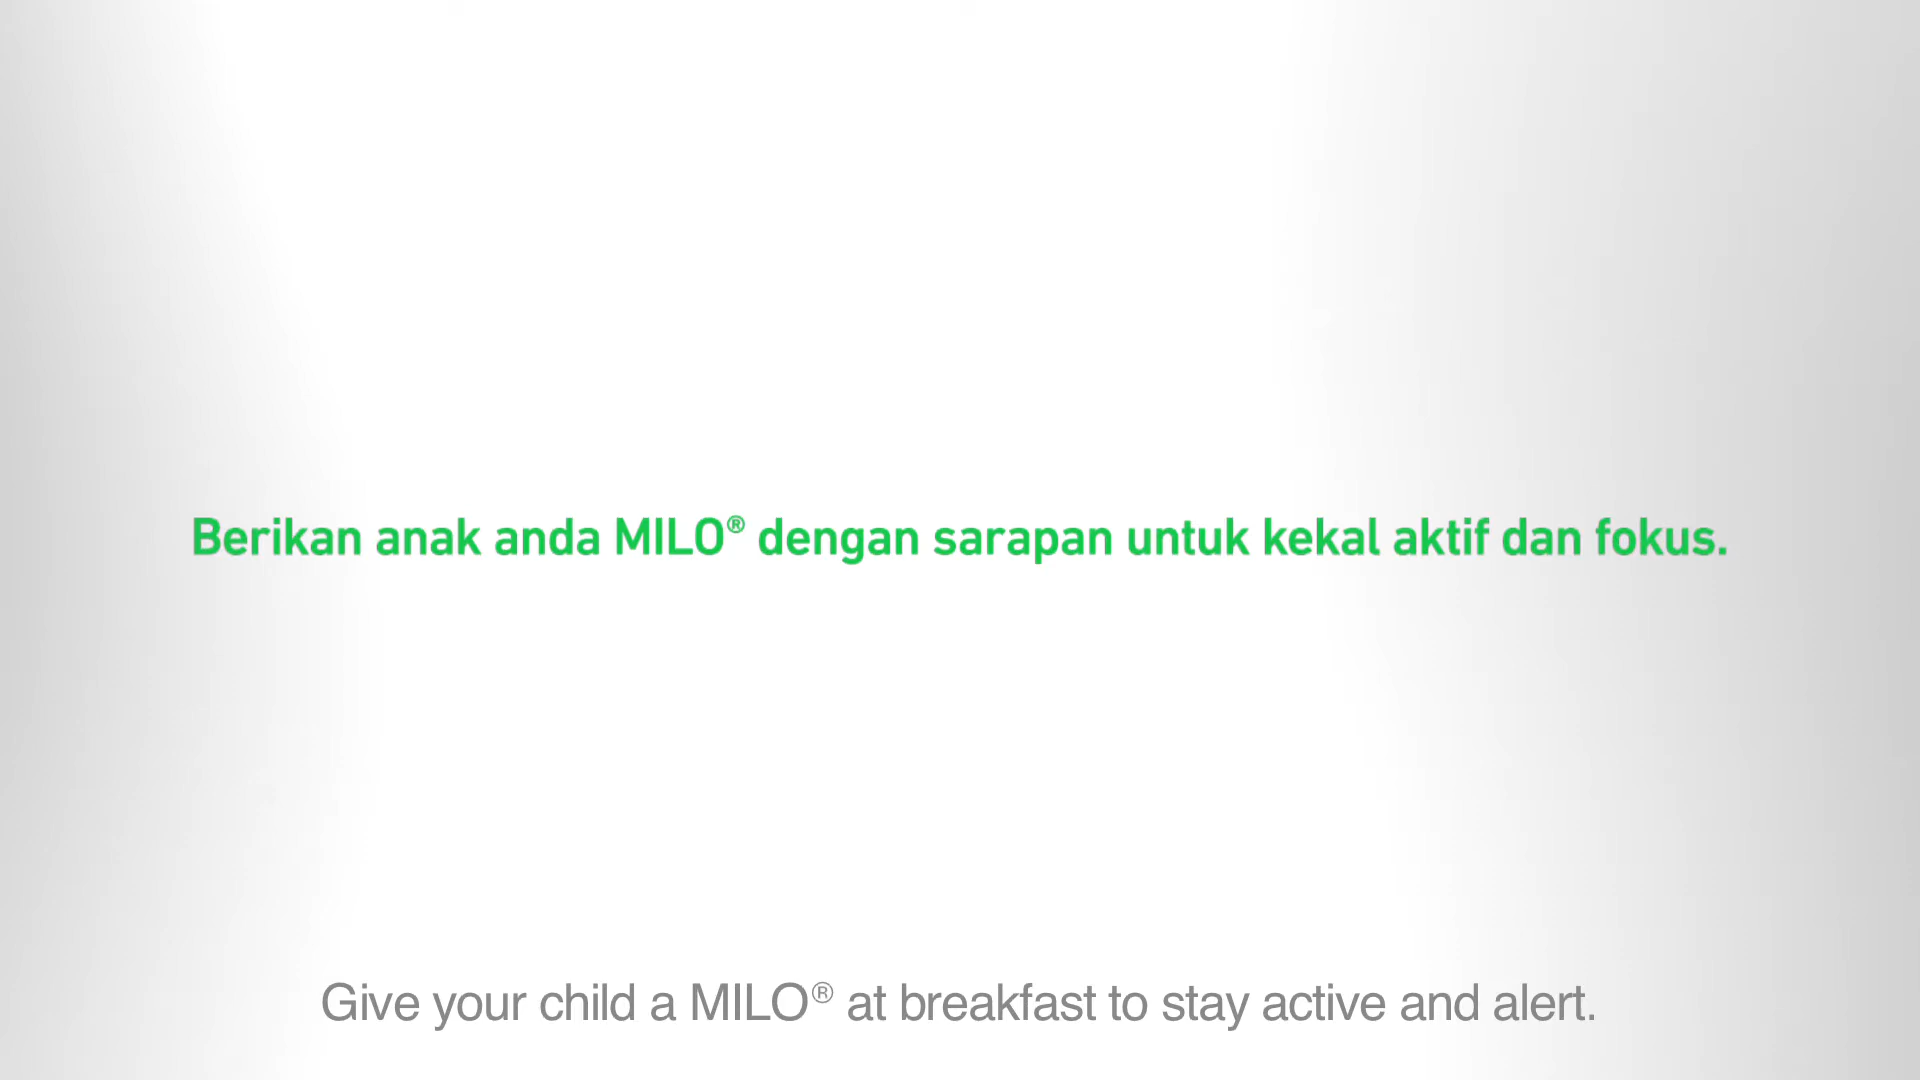 Berikan anak anda MILO® dengan sarapan untuk kekal aktif dan fokus.
Give your child a MILO® at breakfast to stay active and alert.